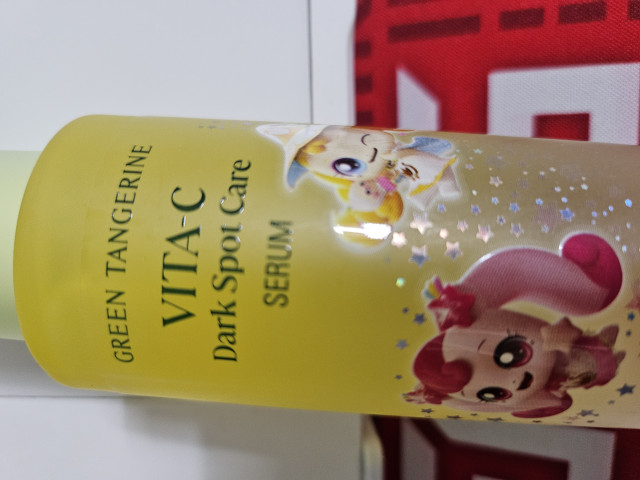 GREEN TANGERINE
VITA-C
Dark Spot Care
SERUM